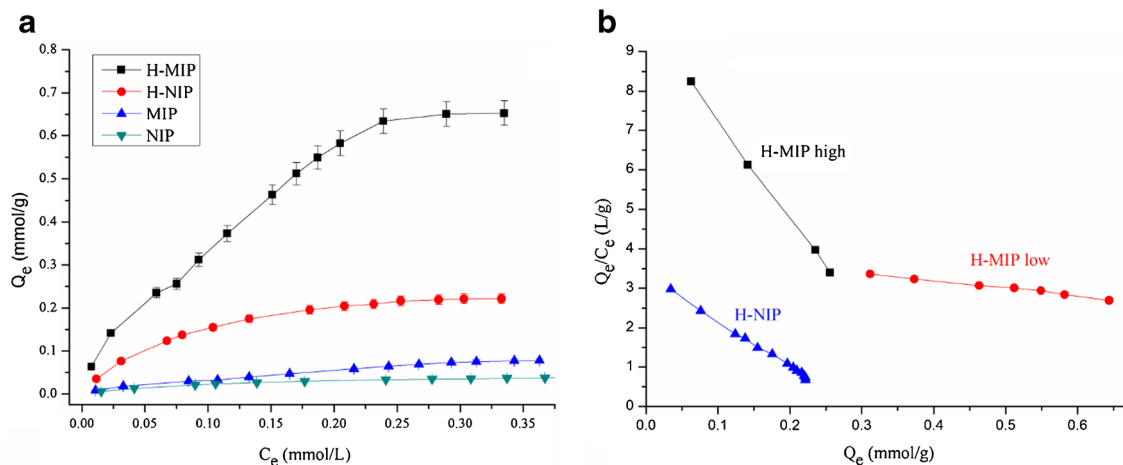 a
0.8
0.7
0.6
0.5
0.4
0.3
0.2
0.1
0.0
Qe (mmol/g)
H-MIP
H-NIP
MIP
NIP
0.00 0.05 0.10 0.15 0.20 0.25 0.30 0.35
Ce (mmol/L)
b
9
8
7
6
5
4
3
2
1
0
Qe/Ce (L/g)
H-MIP high
H-MIP low
H-NIP
0.0 0.1 0.2 0.3 0.4 0.5 0.6
Qe (mmol/g)